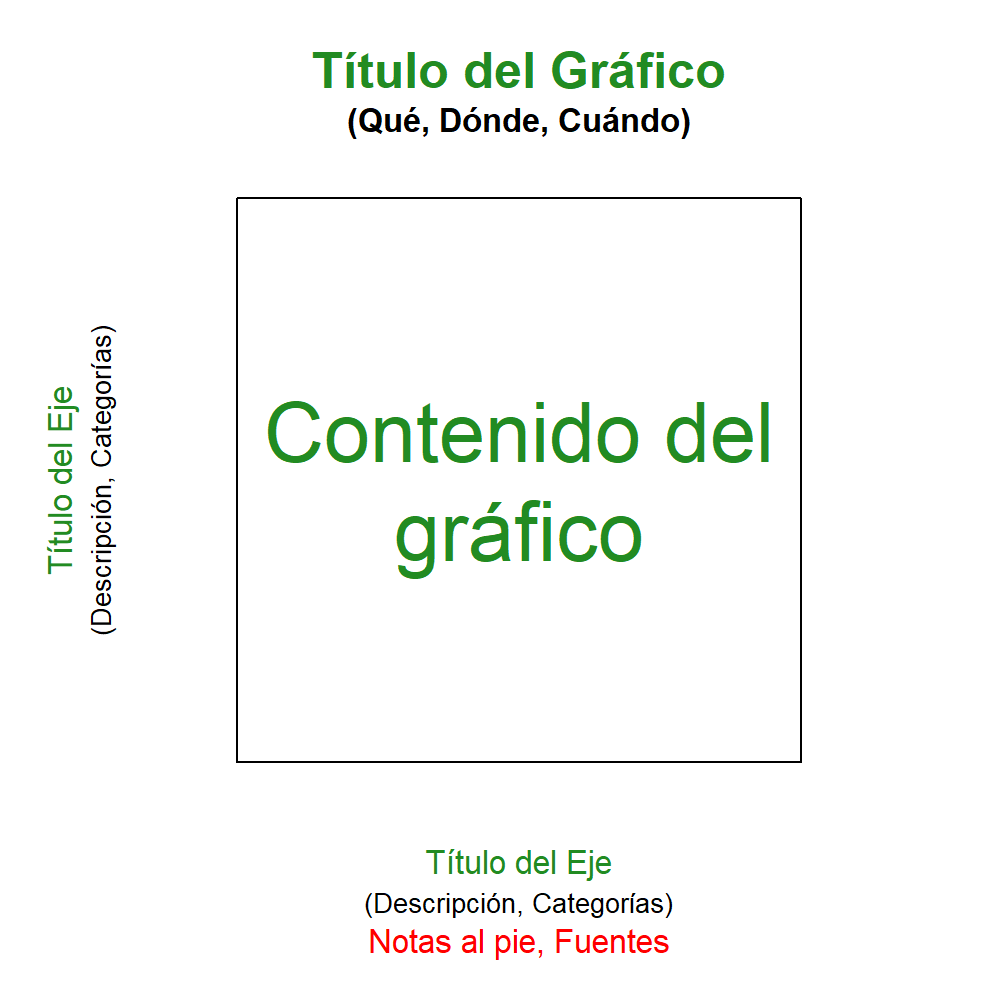 Título del Gráfico
(Qué, Dónde, Cuándo)
Título del Eje
(Descripción, Categorías)
Contenido del
gráfico
Título del Eje
(Descripción, Categorías)
Notas al pie, Fuentes